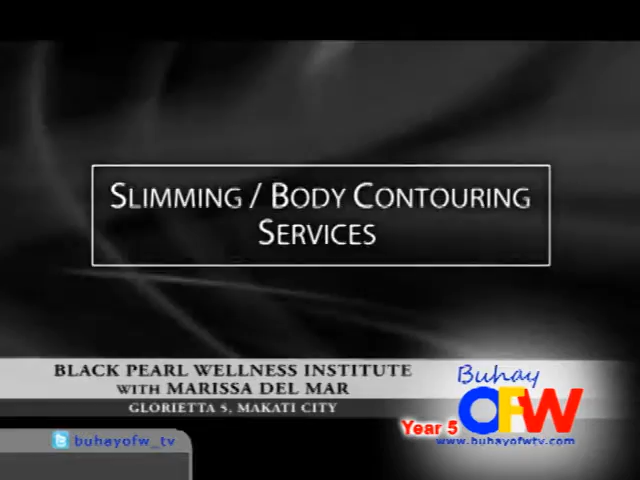 SLIMMING / BODY CONTOURING
SERVICES
BLACK PEARL WELLNESS INSTITUTE
WITH MARISSA DEL MAR
GLORIETTA 5, MAKATI CITY
Buhay
OFW
Year 5
www.buhayofwtv.com
buhayofw_tv